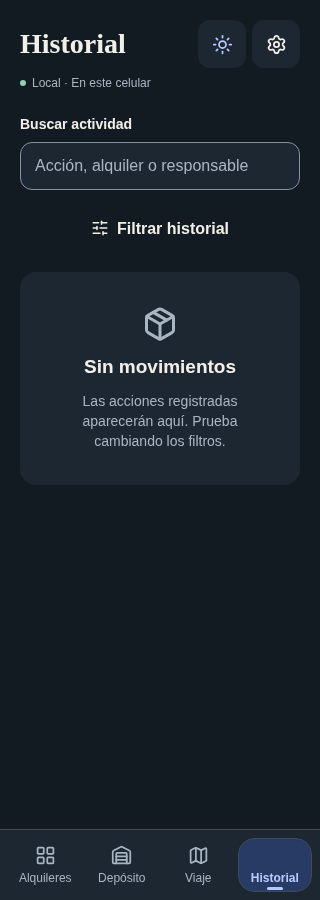 Historial
Local · En este celular
Buscar actividad
Acción, alquiler o responsable
Filtrar historial
Sin movimientos
Las acciones registradas
aparecerán aquí. Prueba
cambiando los filtros.
Alquileres
Depósito
Viaje
Historial